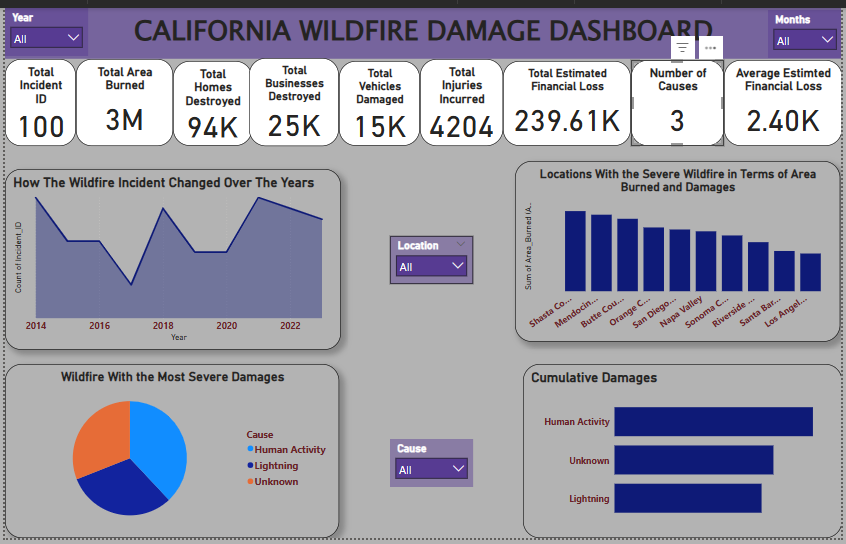 Year
All
CALIFORNIA WILDFIRE DAMAGE DASHBOARD
Months
All
Total
Incident
ID
100
Total Area
Burned
3M
Total
Homes
Destroyed
94K
Total
Businesses
Destroyed
25K
Total
Vehicles
Damaged
15K
Total
Injuries
Incurred
4204
Total Estimated
Financial Loss
239.61K
Number of
Causes
3
Average Estimted
Financial Loss
2.40K
How The Wildfire Incident Changed Over The Years
Count of Incident_ID
2014 2016 2018 2020 2022
Year
Location
All
Locations With the Severe Wildfire in Terms of Area
Burned and Damages
Sum of Area_Burned (A...
Shasta Co... Mendocin... Butte Cou... Orange C... San Diego... Napa Valley Sonoma C... Riverside ... Santa Bar... Los Angel...
Wildfire With the Most Severe Damages
Cause
Human Activity
Lightning
Unknown
Cause
All
Cumulative Damages
Human Activity
Unknown
Lightning